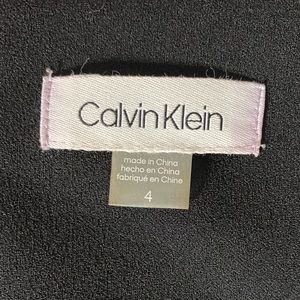 Calvin Klein
made in China
hecho en China
fabriqué en Chine
4